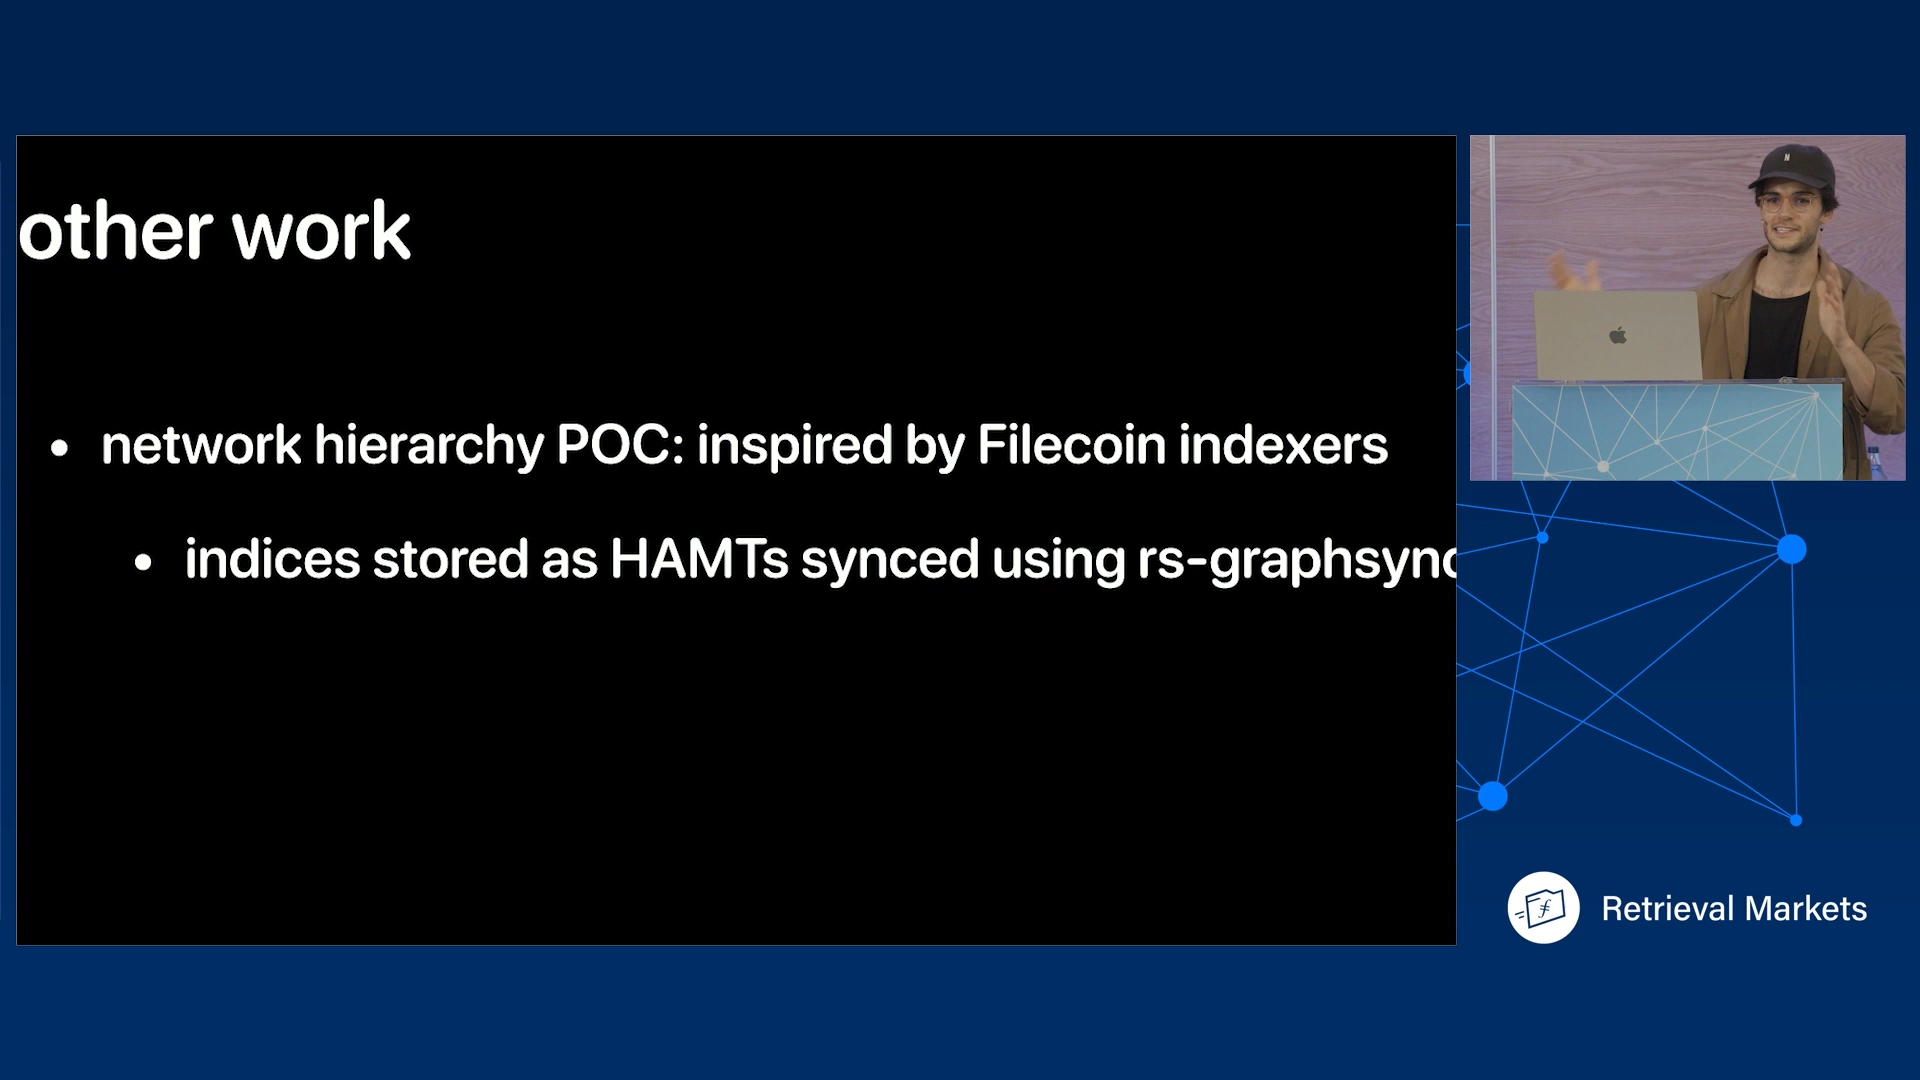 other work
• network hierarchy POC: inspired by Filecoin indexers
• indices stored as HAMTs synced using rs-graphsync
N
Retrieval Markets